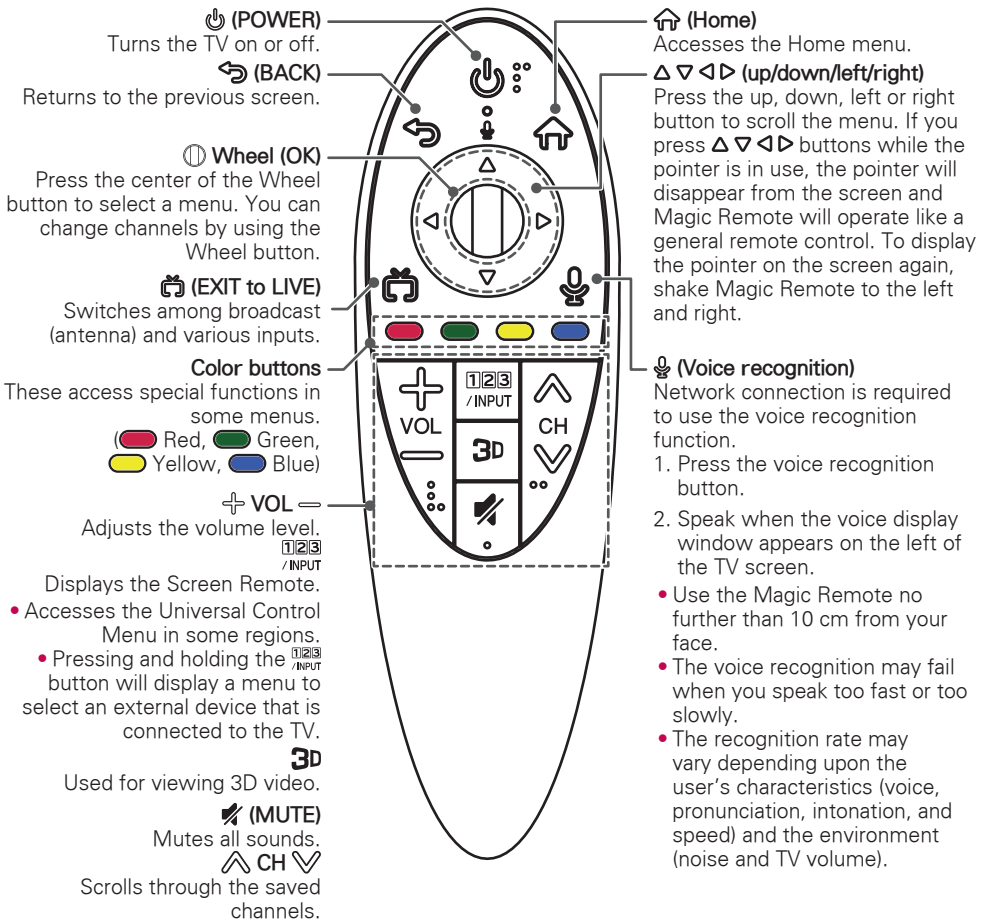 (POWER)
Turns the TV on or off.
(BACK)
Returns to the previous screen.
Wheel (OK)
Press the center of the Wheel
button to select a menu. You can
change channels by using the
Wheel button.
(EXIT to LIVE)
Switches among broadcast
(antenna) and various inputs.
Color buttons
These access special functions in
some menus.
( Red, Green,
Yellow, Blue)
+ VOL −
Adjusts the volume level.
123
/ INPUT
Displays the Screen Remote.
• Accesses the Universal Control
Menu in some regions.
• Pressing and holding the 123 / INPUT
button will display a menu to
select an external device that is
connected to the TV.
3D
Used for viewing 3D video.
(MUTE)
Mutes all sounds.
CH
Scrolls through the saved
channels.
VOL
123
/ INPUT
3D
CH
(Home)
Accesses the Home menu.
△ ▽ ◁ ▷ (up/down/left/right)
Press the up, down, left or right
button to scroll the menu. If you
press △ ▽ ◁ ▷ buttons while the
pointer is in use, the pointer will
disappear from the screen and
Magic Remote will operate like a
general remote control. To display
the pointer on the screen again,
shake Magic Remote to the left
and right.
(Voice recognition)
Network connection is required
to use the voice recognition
function.
1. Press the voice recognition
button.
2. Speak when the voice display
window appears on the left of
the TV screen.
• Use the Magic Remote no
further than 10 cm from your
face.
• The voice recognition may fail
when you speak too fast or too
slowly.
• The recognition rate may
vary depending upon the
user’s characteristics (voice,
pronunciation, intonation, and
speed) and the environment
(noise and TV volume).